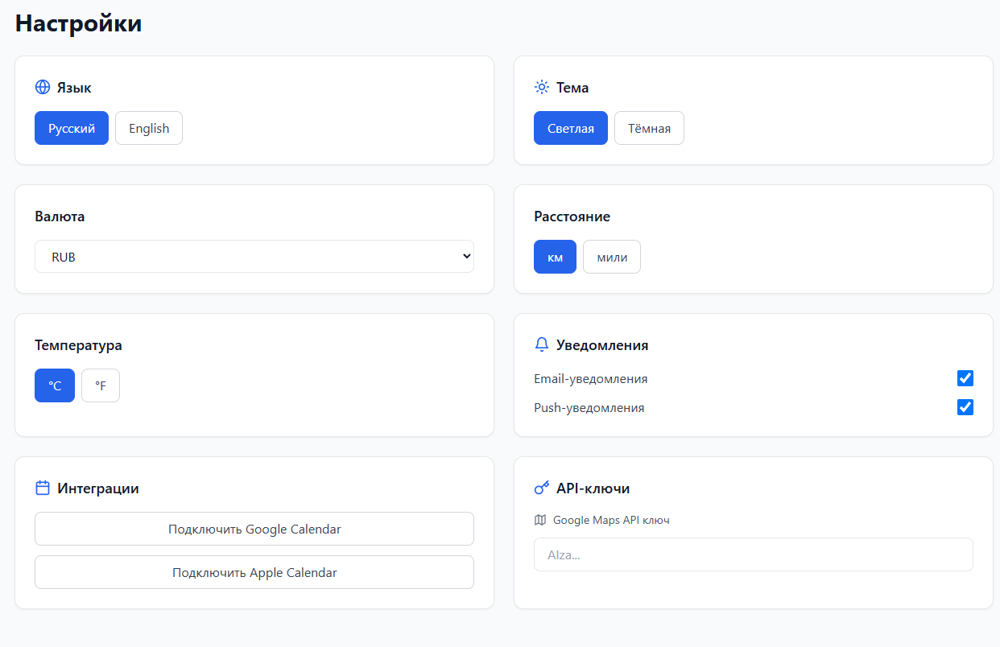 Настройки
Язык
Русский English
Тема
Светлая Тёмная
Валюта
RUB
Расстояние
км мили
Температура
°C °F
Уведомления
Email-уведомления
Push-уведомления
Интеграции
Подключить Google Calendar
Подключить Apple Calendar
API-ключи
Google Maps API ключ
AIza...